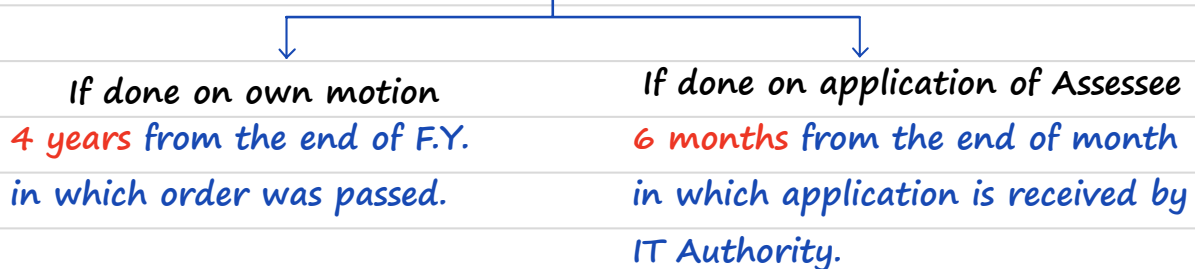 If done on own motion
4 years from the end of F.Y.
in which order was passed.
If done on application of Assessee
6 months from the end of month
in which application is received by
IT Authority.